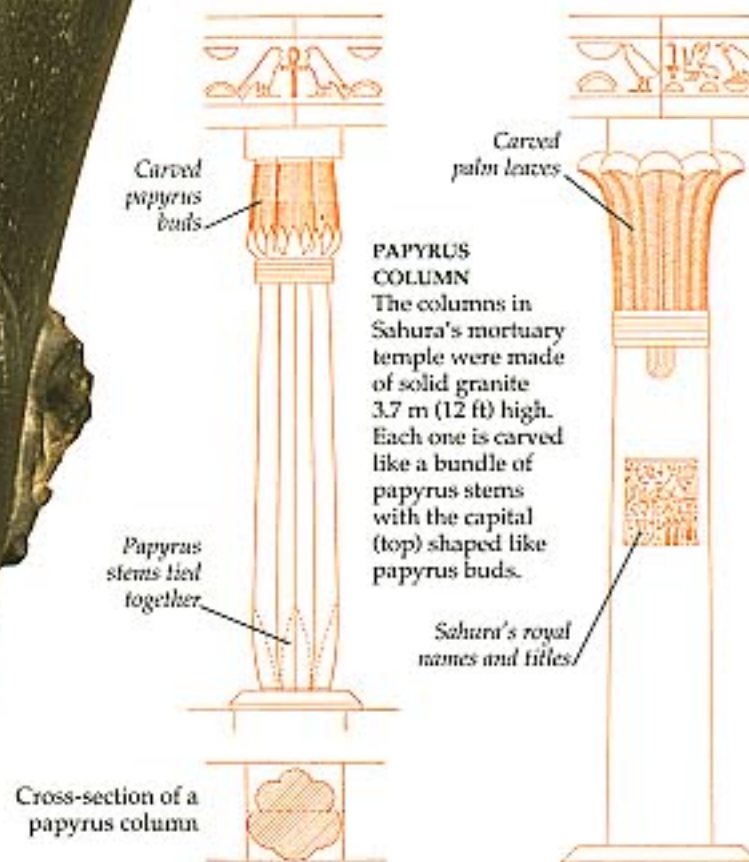 Carved
papyrus
buds
Carved
palm leaves
PAPYRUS
COLUMN
The columns in
Sahura's mortuary
temple were made
of solid granite
3.7 m (12 ft) high.
Each one is carved
like a bundle of
papyrus stems
with the capital
(top) shaped like
papyrus buds.
Papyrus
stems tied
together
Sahura's royal
names and titles
Cross-section of a
papyrus column